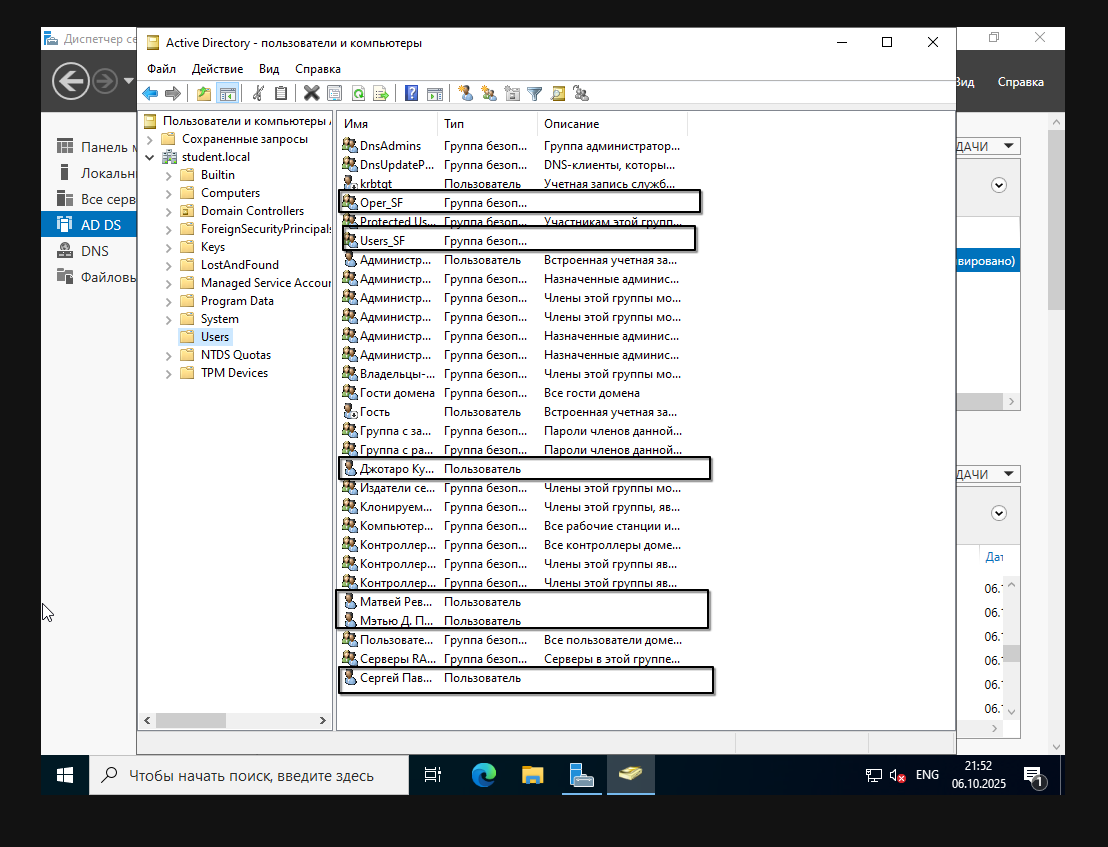 Диспетчер се
Active Directory - пользователи и компьютеры
Файл Действие Вид Справка
Вид Справка
Панель м
Локальн
Все серв
AD DS
DNS
Файловы
Пользователи и компьютеры
Сохраненные запросы
student.local
Builtin
Computers
Domain Controllers
ForeignSecurityPrincipals
Keys
LostAndFound
Managed Service Accour
Program Data
System
Users
NTDS Quotas
TPM Devices
Имя Тип Описание
DnsAdmins Группа безоп... Группа администратор...
DnsUpdateP... Группа безоп... DNS-клиенты, которы...
krbtgt Пользователь Учетная запись служб...
Oper_SF Группа безоп...
Protected Us... Группа безоп... Участникам этой групп...
Users_SF Группа безоп...
Администр... Пользователь Встроенная учетная за...
Администр... Группа безоп... Назначенные админис...
Администр... Группа безоп... Члены этой группы мо...
Администр... Группа безоп... Члены этой группы мо...
Администр... Группа безоп... Назначенные админис...
Администр... Группа безоп... Назначенные админис...
Владельцы-... Группа безоп... Члены этой группы мо...
Гости домена Группа безоп... Все гости домена
Гость Пользователь Встроенная учетная за...
Группа с за... Группа безоп... Пароли членов данной...
Группа с ра... Группа безоп... Пароли членов данной...
Джотаро Ку... Пользователь
Издатели се... Группа безоп... Члены этой группы мо...
Клонируем... Группа безоп... Члены этой группы, яв...
Компьютер... Группа безоп... Все рабочие станции и...
Контроллер... Группа безоп... Все контроллеры доме...
Контроллер... Группа безоп... Члены этой группы яв...
Контроллер... Группа безоп... Члены этой группы яв...
Матвей Рев... Пользователь
Мэтью Д. П... Пользователь
Пользовате... Группа безоп... Все пользователи доме...
Серверы RA... Группа безоп... Серверы в этой группе...
Сергей Пав... Пользователь
ДАЧИ
вировано)
ДАЧИ
Дат
06.1
06.1
06.1
06.1
06.1
06.1
Чтобы начать поиск, введите здесь
ENG
21:52
06.10.2025
1